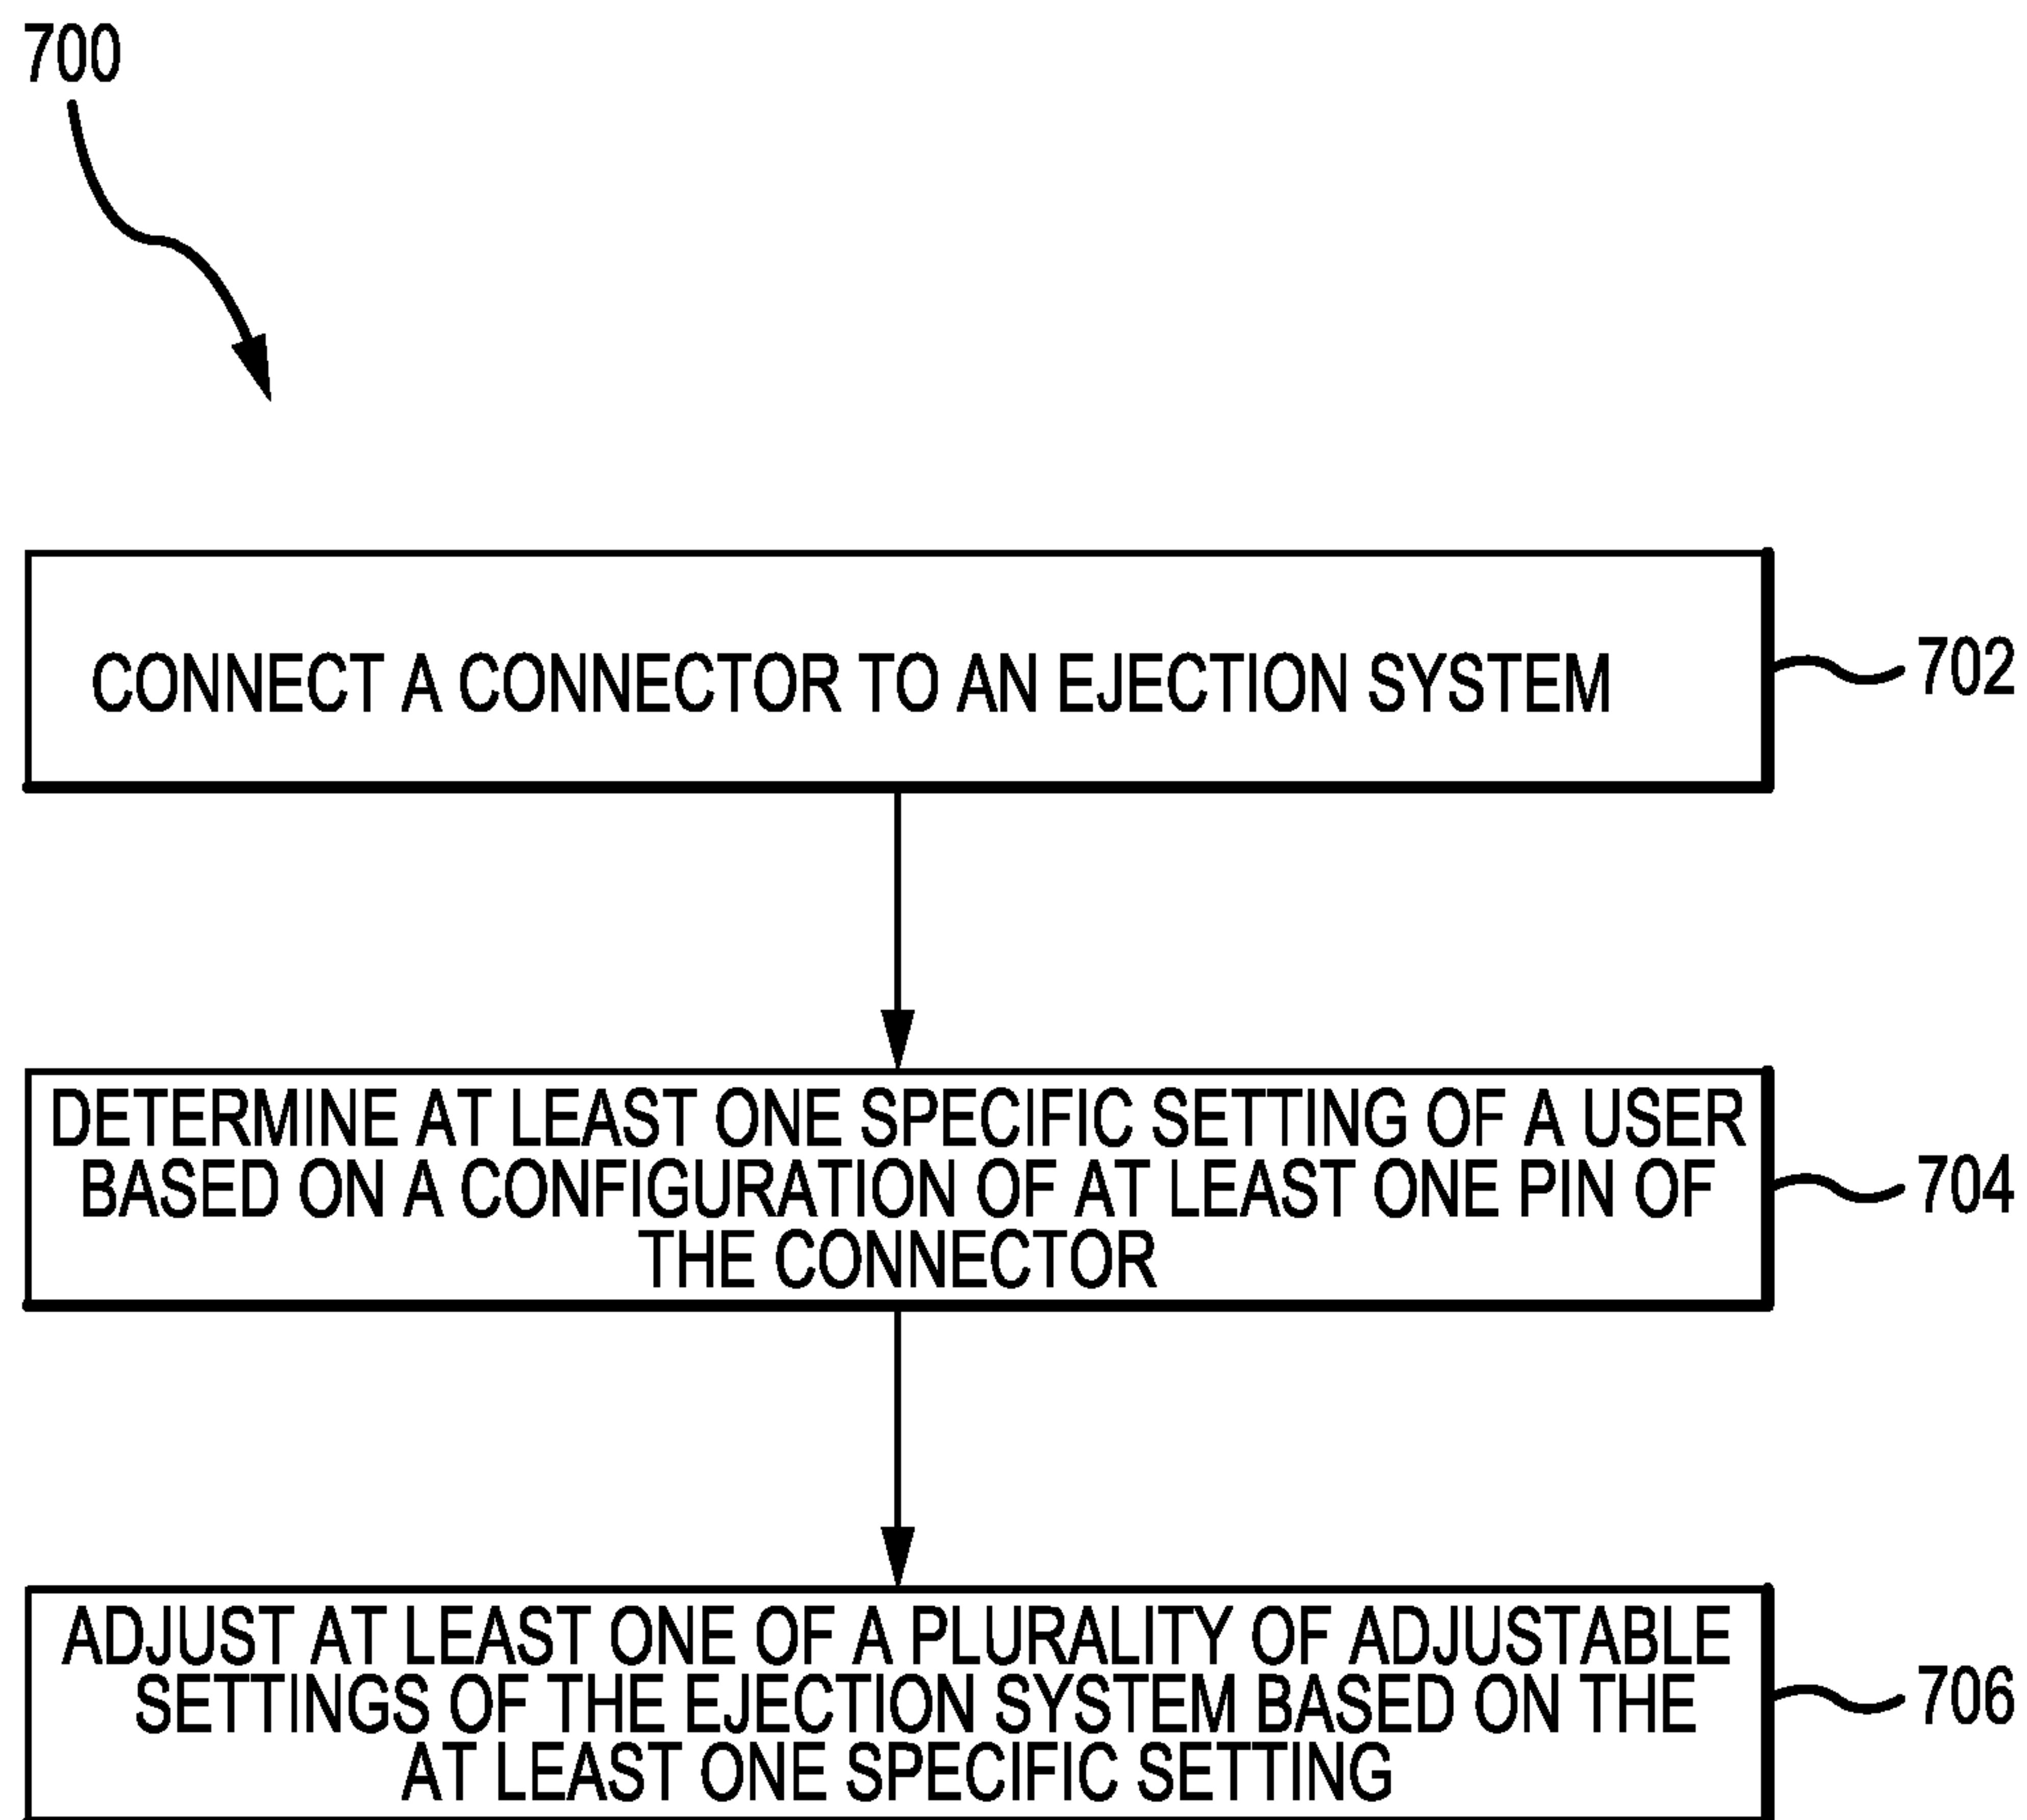 700
CONNECT A CONNECTOR TO AN EJECTION SYSTEM
702
DETERMINE AT LEAST ONE SPECIFIC SETTING OF A USER
BASED ON A CONFIGURATION OF AT LEAST ONE PIN OF
THE CONNECTOR
704
ADJUST AT LEAST ONE OF A PLURALITY OF ADJUSTABLE
SETTINGS OF THE EJECTION SYSTEM BASED ON THE
AT LEAST ONE SPECIFIC SETTING
706